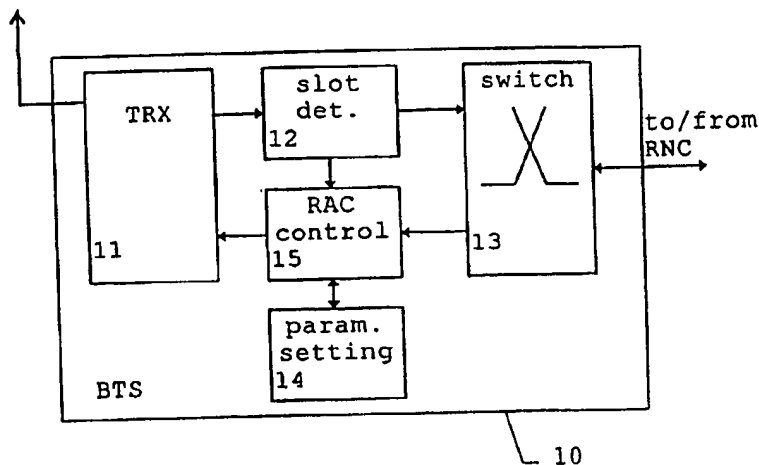 TRX
11
slot
det.
12
switch
13
to/from
RNC
RAC
control
15
param.
setting
14
BTS
10